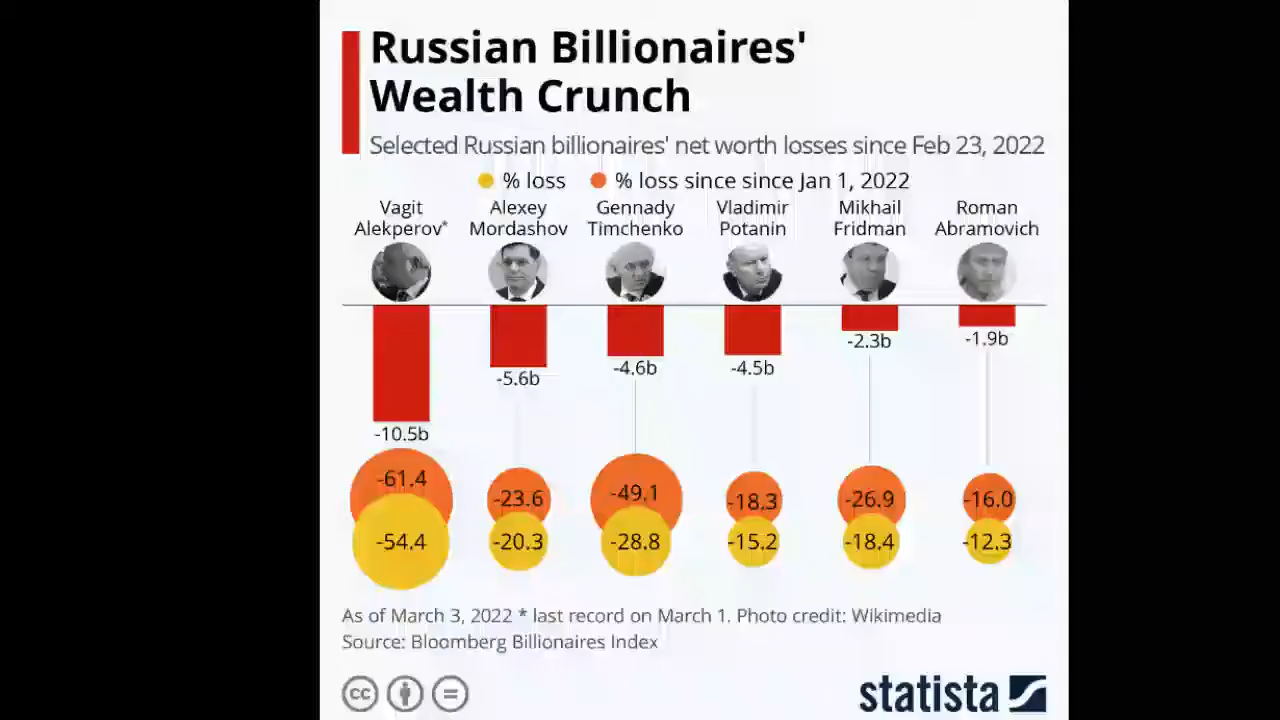 Russian Billionaires'
Wealth Crunch
Selected Russian billionaires' net worth losses since Feb 23, 2022
% loss % loss since since Jan 1, 2022
Vagit Alexey Gennady Vladimir Mikhail Roman
Alekperov* Mordashov Timchenko Potanin Fridman Abramovich
-10.5b -5.6b -4.6b -4.5b -2.3b -1.9b
-61.4 -23.6 -49.1 -18.3 -26.9 -16.0
-54.4 -20.3 -28.8 -15.2 -18.4 -12.3
As of March 3, 2022 * last record on March 1. Photo credit: Wikimedia
Source: Bloomberg Billionaires Index
cc statista